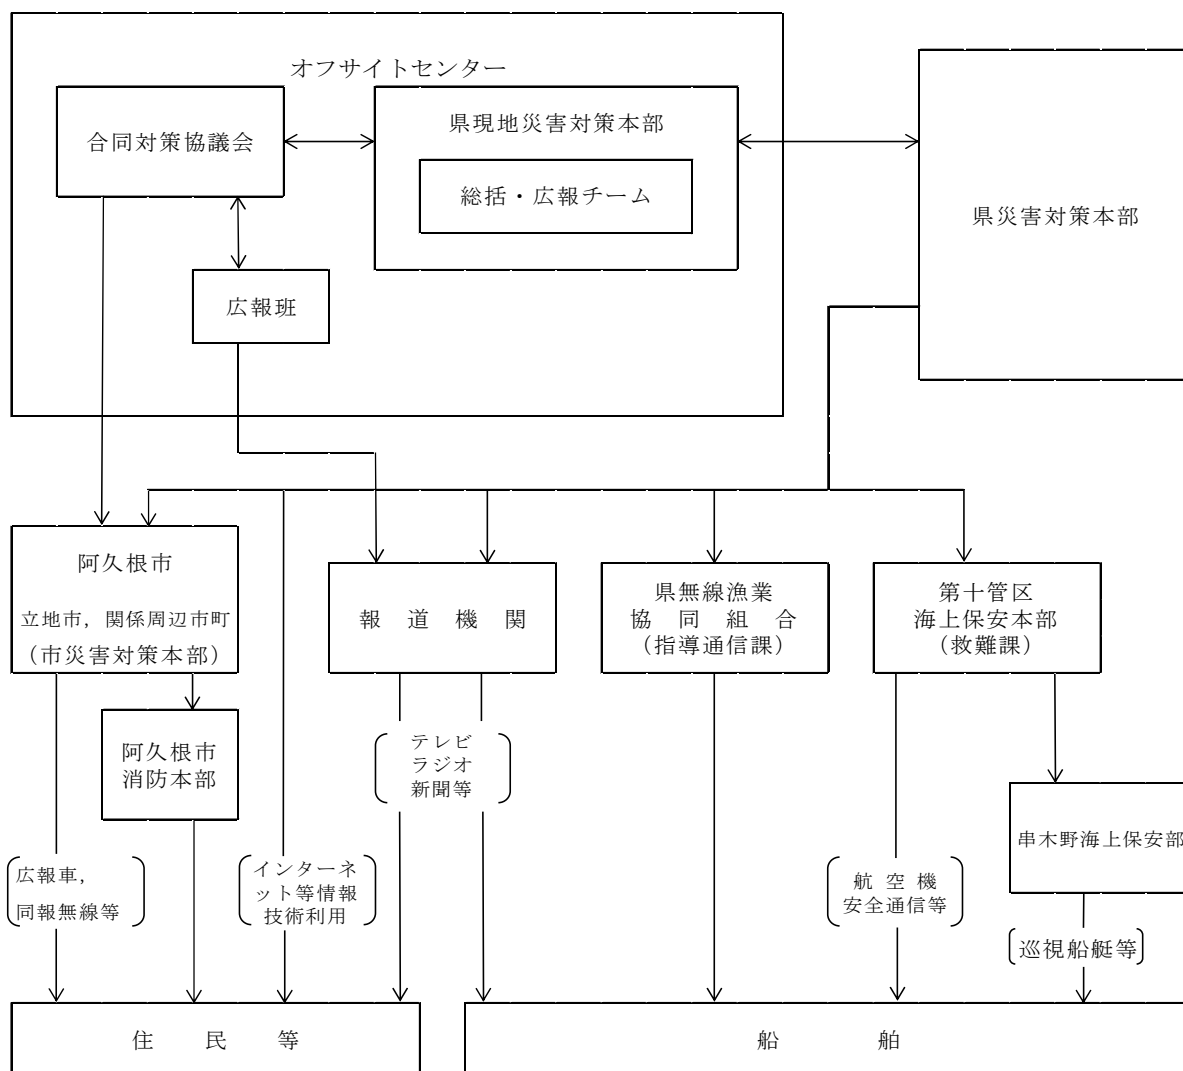 オフサイトセンター
合同対策協議会
県現地災害対策本部
総括・広報チーム
県災害対策本部
広報班
阿久根市
立地市，関係周辺市町
（市災害対策本部）
報道機関
県無線漁業
協同組合
（指導通信課）
第十管区
海上保安本部
（救難課）
阿久根市
消防本部
テレビ
ラジオ
新聞等
串木野海上保安部
広報車，
同報無線等
インターネ
ット等情報
技術利用
航空機
安全通信等
巡視船艇等
住民等
船舶